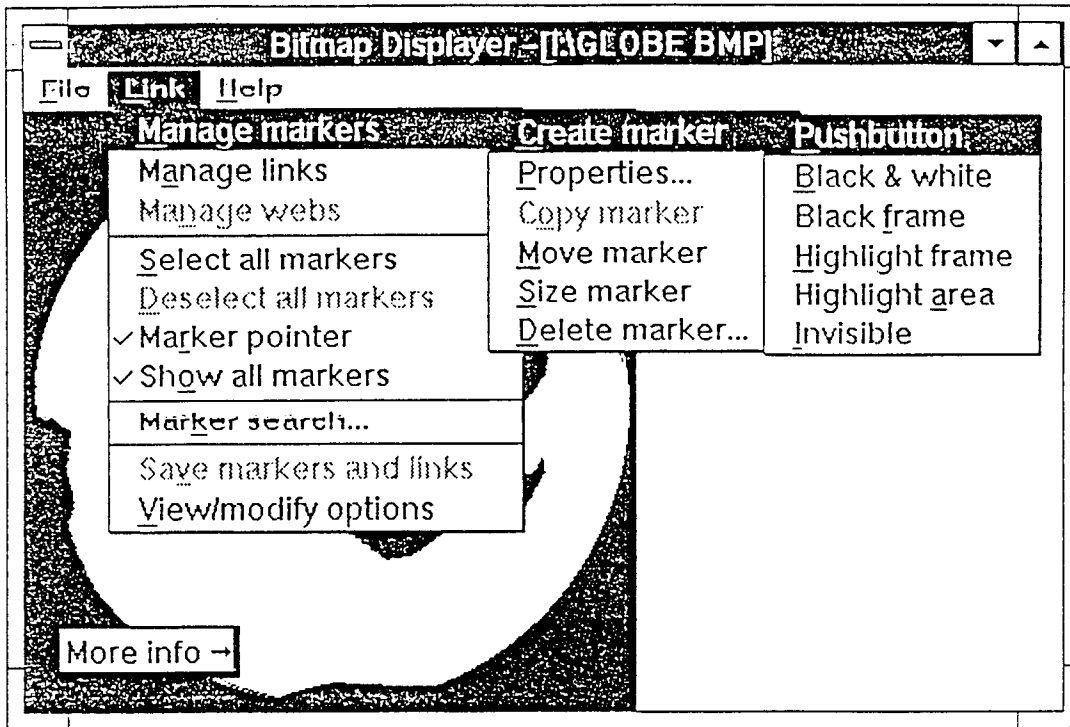 Bitmap Displayer - [AGLOBE BMP]
File Link Help
Manage markers
Manage links
Manage webs
Select all markers
Deselect all markers
✓ Marker pointer
✓ Show all markers
Marker search...
Save markers and links
View/modify options
Create marker
Properties...
Copy marker
Move marker
Size marker
Delete marker...
Pushbutton
Black & white
Black frame
Highlight frame
Highlight area
Invisible
More info →